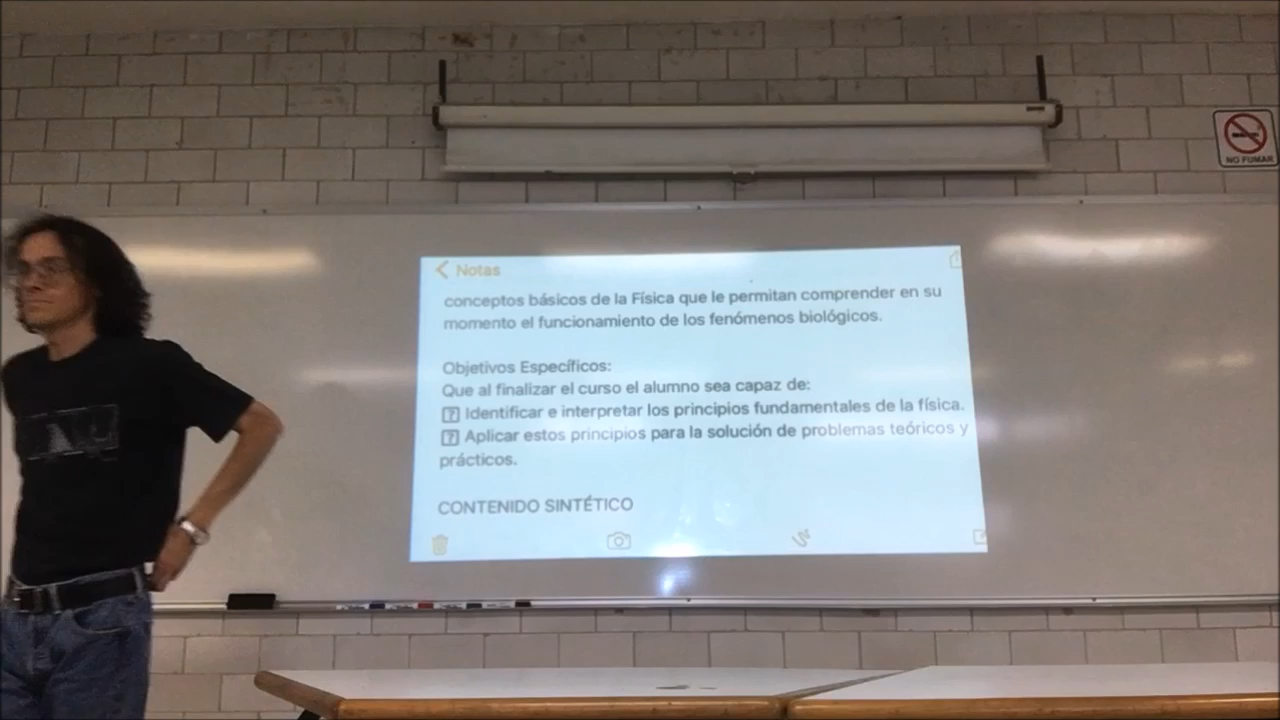 NO FUMAR
Notas
conceptos básicos de la Física que le permitan comprender en su
momento el funcionamiento de los fenómenos biológicos.
Objetivos Específicos:
Que al finalizar el curso el alumno sea capaz de:
? Identificar e interpretar los principios fundamentales de la física.
? Aplicar estos principios para la solución de problemas teóricos y
prácticos.
CONTENIDO SINTÉTICO